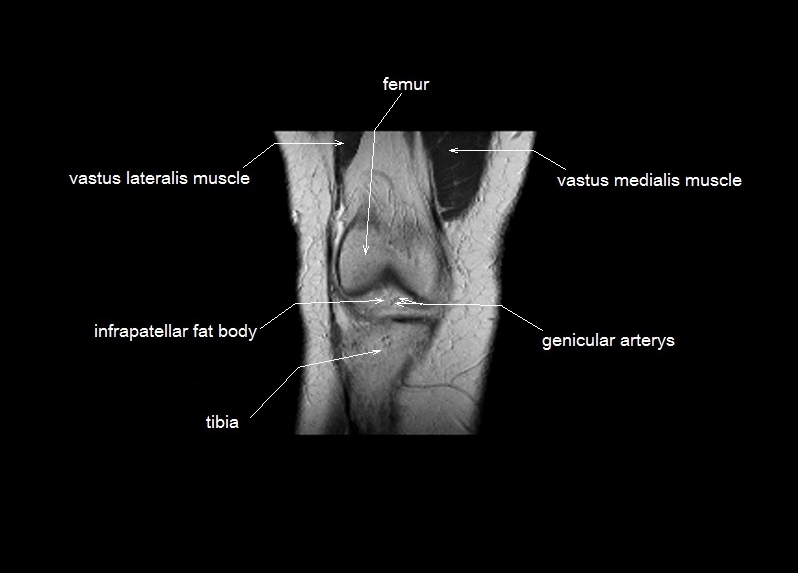 femur
vastus lateralis muscle
vastus medialis muscle
infrapatellar fat body
genicular arterys
tibia